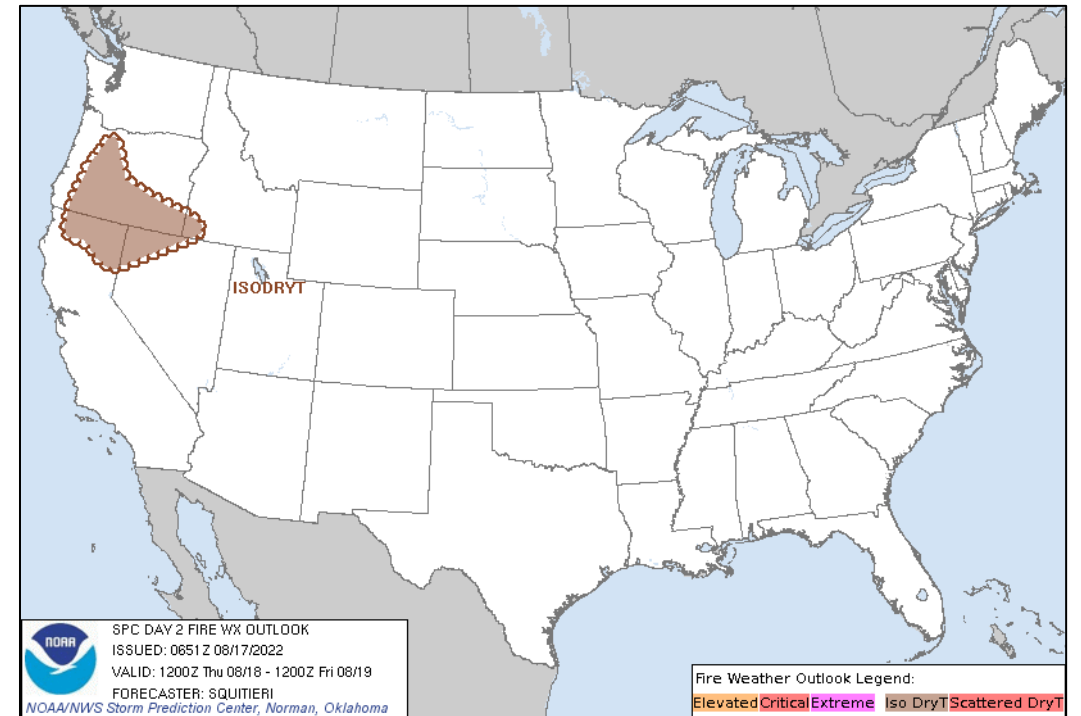 ISODRYT
NOAA
SPC DAY 2 FIRE WX OUTLOOK
ISSUED: 0651Z 08/17/2022
VALID: 1200Z Thu 08/18 - 1200Z Fri 08/19
FORECASTER: SQUITIERI
NOAA/NWS Storm Prediction Center, Norman, Oklahoma
Fire Weather Outlook Legend:
Elevated Critical Extreme Iso DryT Scattered DryT